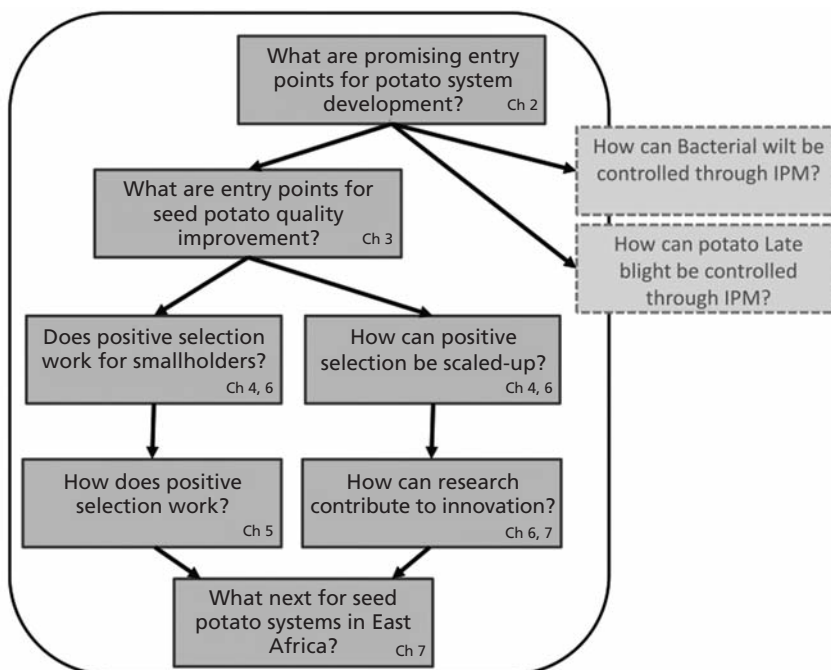 What are promising entry
points for potato system
development?
Ch 2
How can Bacterial wilt be
controlled through IPM?
What are entry points for
seed potato quality
improvement?
Ch 3
How can potato Late
blight be controlled
through IPM?
Does positive selection
work for smallholders?
Ch 4, 6
How can positive
selection be scaled-up?
Ch 4, 6
How does positive
selection work?
Ch 5
How can research
contribute to innovation?
Ch 6, 7
What next for seed
potato systems in East
Africa?
Ch 7